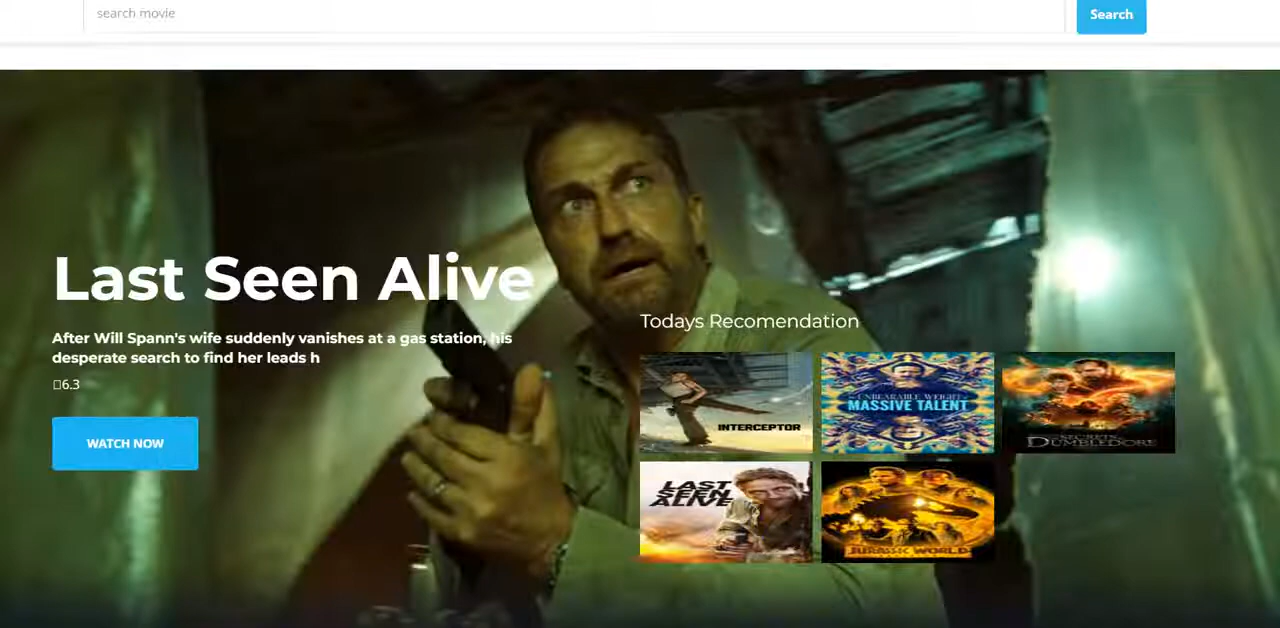 search movie
Search
Last Seen Alive
After Will Spann's wife suddenly vanishes at a gas station, his
desperate search to find her leads h
6.3
WATCH NOW
Todays Recomendation
INTERCEPTOR
UNBEARABLE WEIGHT of
MASSIVE TALENT
SECRETS
DUMBLEDORE
LAST
SEEN
ALIVE
JURASSIC WORLD